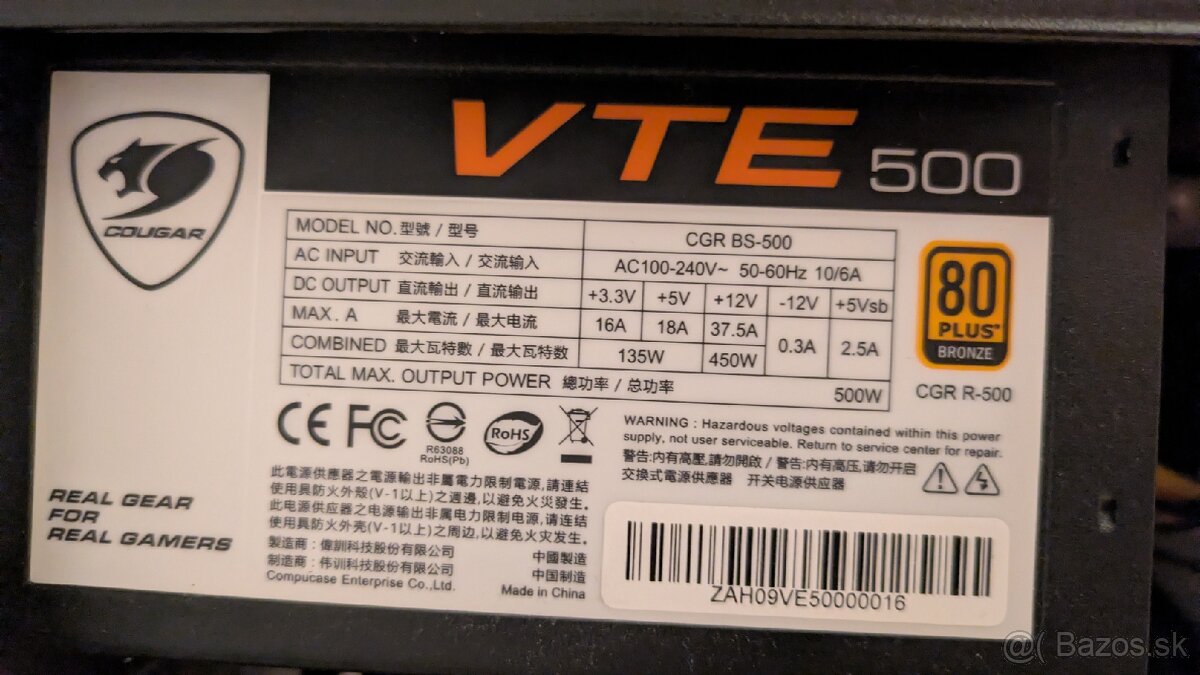 VTE 500
COUGAR
MODEL NO. 型號 / 型号 CGR BS-500
AC INPUT 交流輸入 / 交流输入 AC100-240V~ 50-60Hz 10/6A
DC OUTPUT 直流輸出 / 直流输出 +3.3V +5V +12V -12V +5Vsb
MAX. A 最大電流 / 最大电流 16A 18A 37.5A 0.3A 2.5A
COMBINED 最大瓦特數 / 最大瓦特数 135W 450W
TOTAL MAX. OUTPUT POWER 總功率 / 总功率 500W
80
PLUS
BRONZE
CGR R-500
CE FC
R63088
RoHS(Pb)
RoHS
WARNING : Hazardous voltages contained within this power
supply, not user serviceable. Return to service center for repair.
警告:内有高壓,請勿開啟 / 警告:内有高压,请勿开启
交換式電源供應器 开关电源供应器
此電源供應器之電源輸出非屬電力限制電源,請連結
使用具防火外殼(V-1以上)之週邊,以避免火災發生。
此电源供应器之电源输出非属电力限制电源,请连结
使用具防火外壳(V-1以上)之周边,以避免火灾发生。
製造商：偉訓科技股份有限公司 中國製造
制造商：伟训科技股份有限公司 中国制造
Compucase Enterprise Co.,Ltd. Made in China
REAL GEAR
FOR
REAL GAMERS
ZAH09VE50000016
@( Bazos.sk